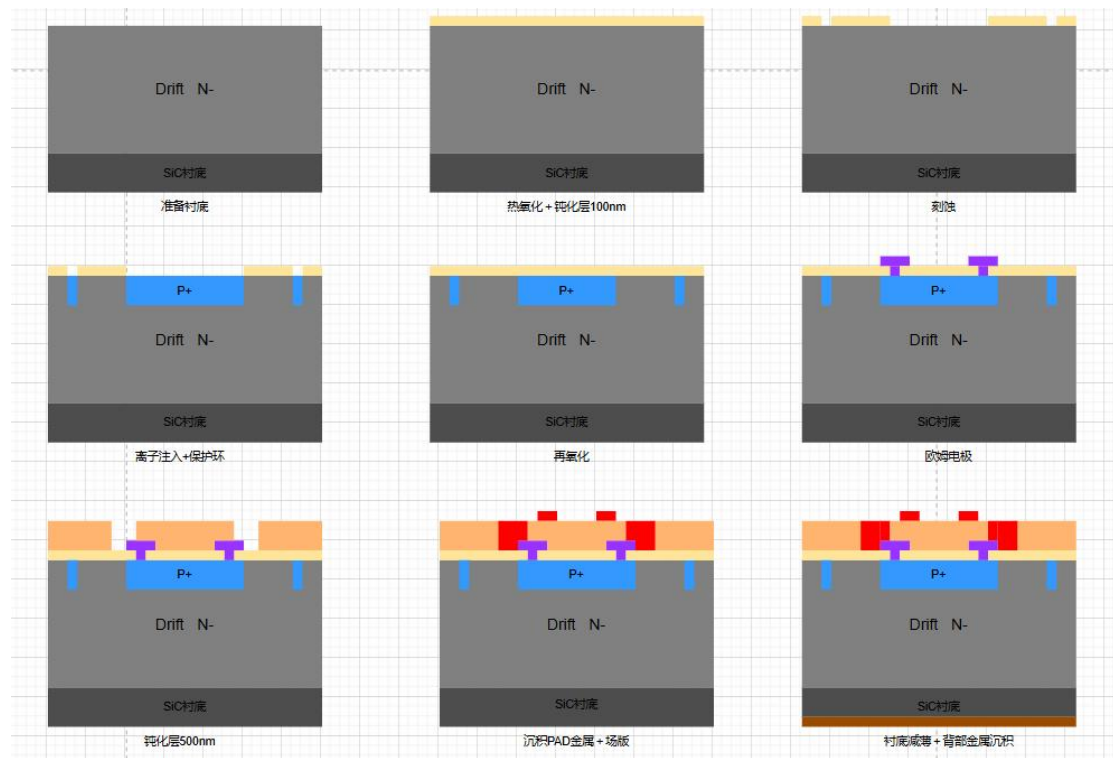 Drift N-
SiC衬底
准备衬底
Drift N-
SiC衬底
热氧化 + 钝化层100nm
Drift N-
SiC衬底
刻蚀
P+
Drift N-
SiC衬底
离子注入+保护环
P+
Drift N-
SiC衬底
再氧化
P+
Drift N-
SiC衬底
欧姆电极
P+
Drift N-
SiC衬底
钝化层500nm
P+
Drift N-
SiC衬底
沉积PAD金属 + 场版
P+
Drift N-
SiC衬底
衬底减薄 + 背部金属沉积